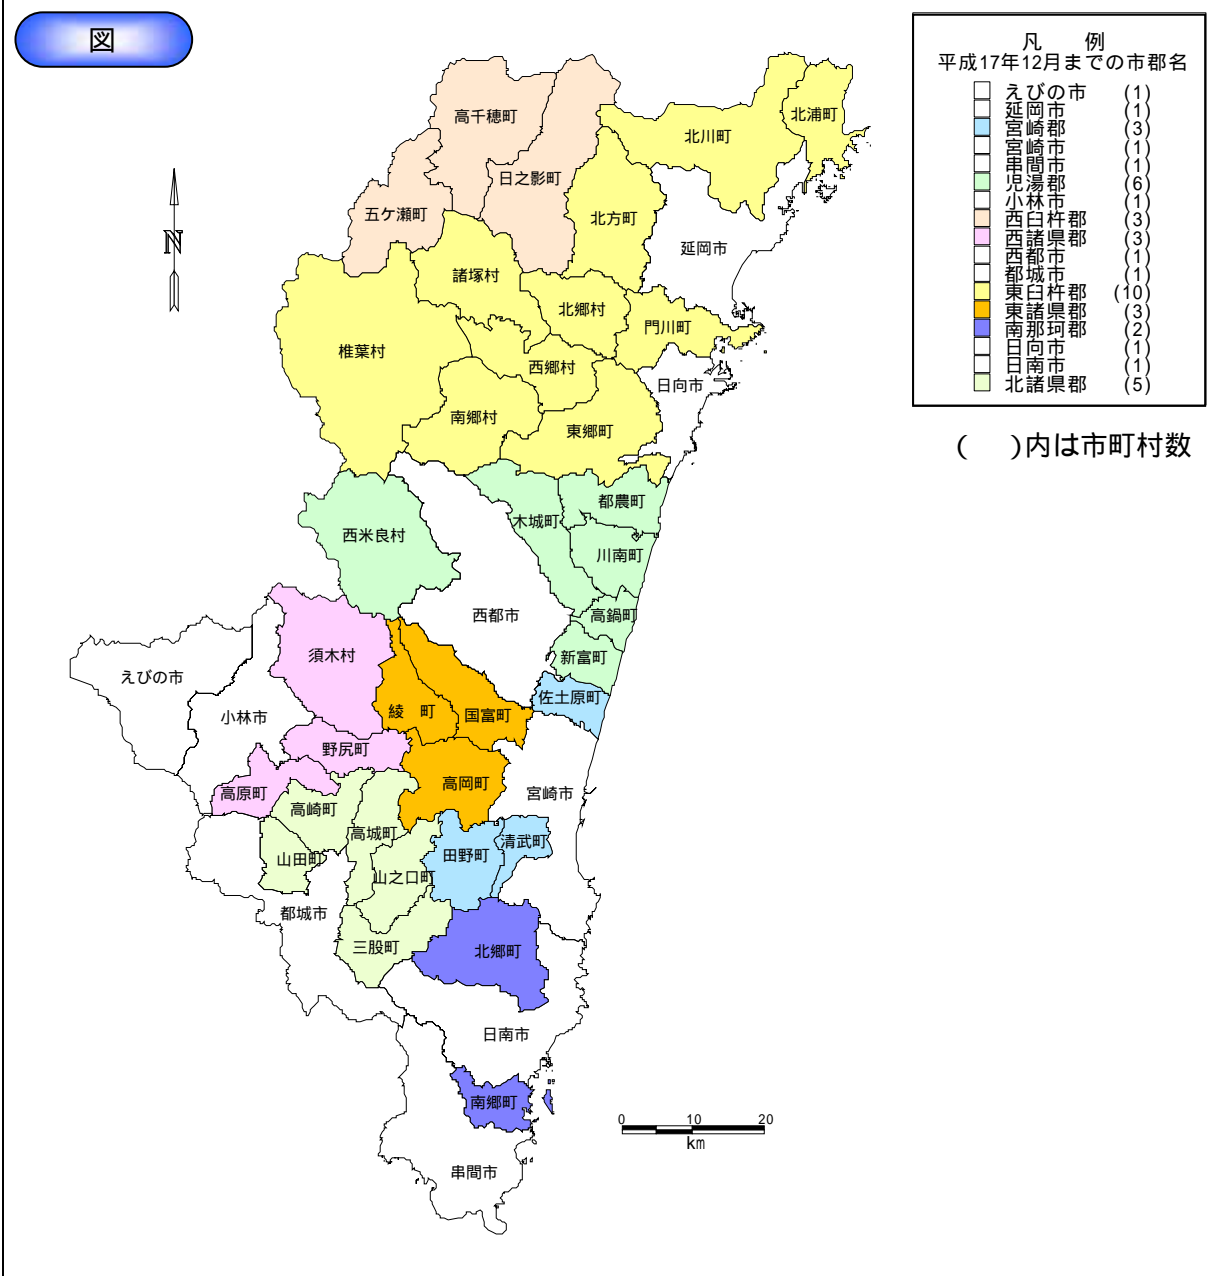 図
凡　　例
平成17年12月までの市郡名
えびの市 (1)
延岡市 (1)
宮崎郡 (3)
宮崎市 (1)
串間市 (1)
児湯郡 (6)
小林市 (1)
西臼杵郡 (3)
西諸県郡 (3)
西都市 (1)
都城市 (1)
東臼杵郡 (10)
東諸県郡 (3)
南那珂郡 (2)
日向市 (1)
日南市 (1)
北諸県郡 (5)
(　)内は市町村数
高千穂町
北浦町
北川町
日之影町
五ケ瀬町
北方町
延岡市
N
諸塚村
北郷村
門川町
椎葉村
西郷村
日向市
南郷村
東郷町
都農町
木城町
西米良村
川南町
西都市
高鍋町
須木村
新富町
えびの市
佐土原町
小林市
綾　町
国富町
野尻町
高岡町
高原町
宮崎市
高崎町
高城町
清武町
田野町
山田町
山之口町
都城市
三股町
北郷町
日南市
南郷町
0 10 20
km
串間市